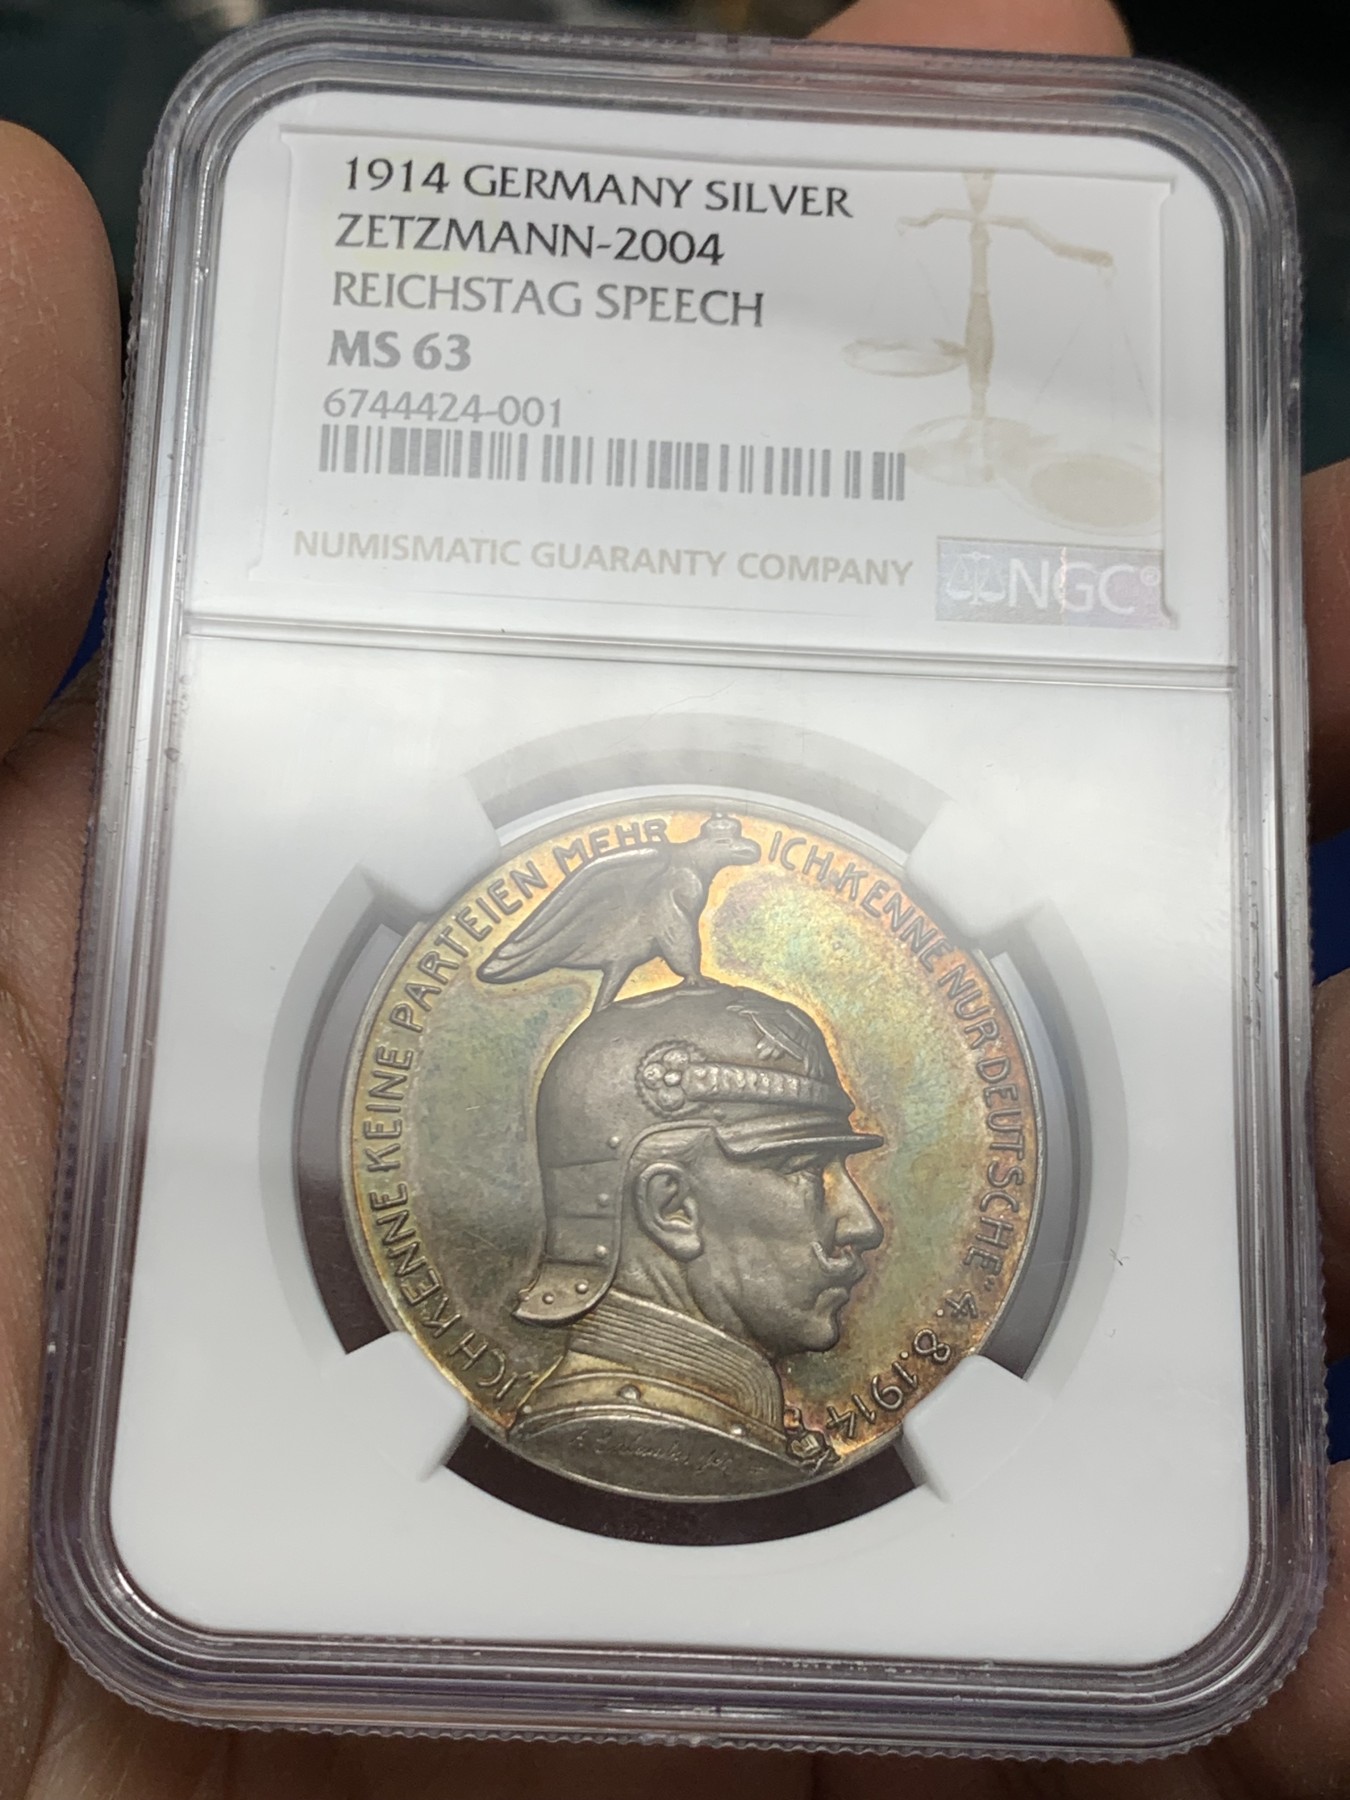 1914 GERMANY SILVER
ZETZMANN-2004
REICHSTAG SPEECH
MS 63
6744424-001
NUMISMATIC GUARANTY COMPANY
NGC®
„ICH KENNE KEINE PARTEIEN MEHR
ICH KENNE NUR DEUTSCHE" 4.8.1914